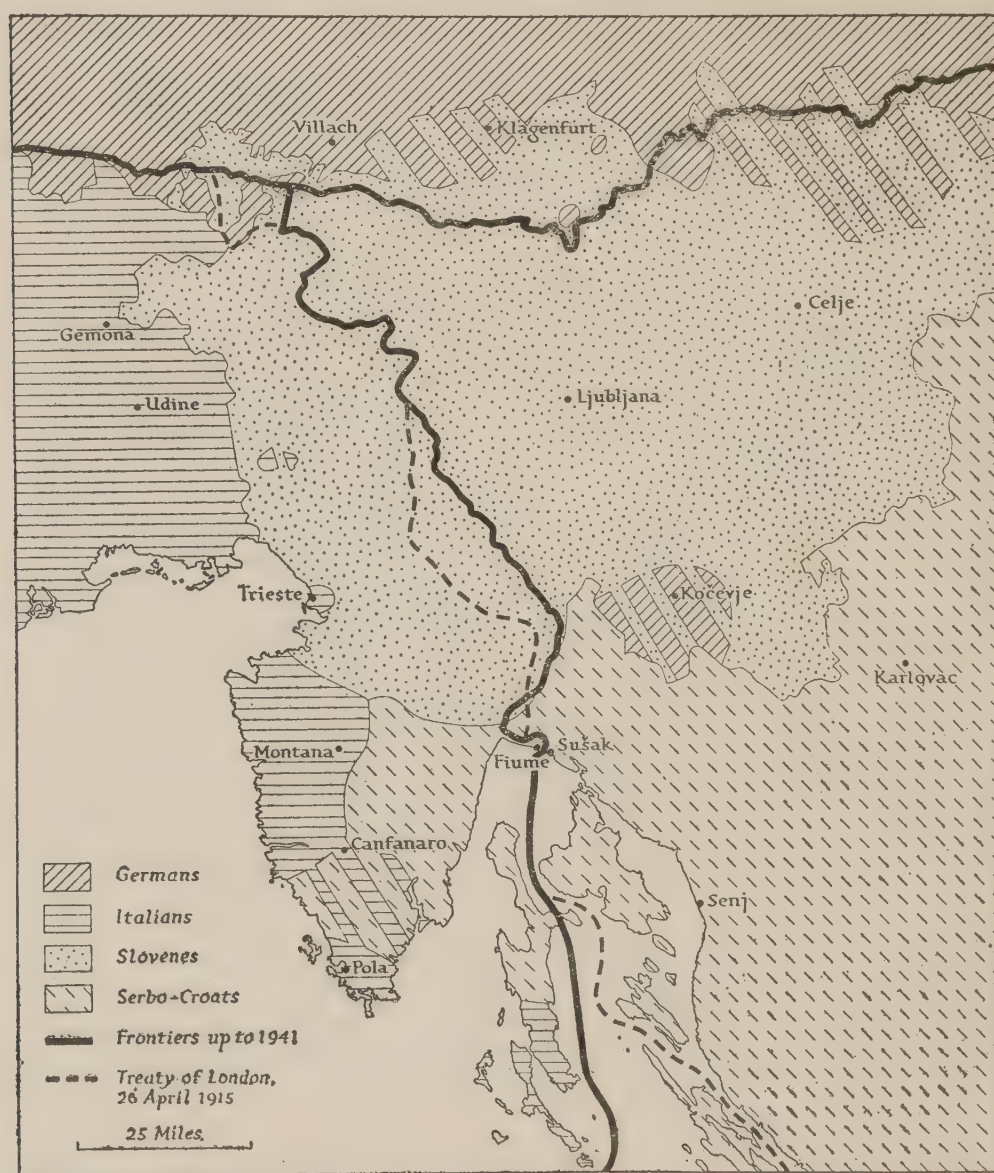 Villach
Klagenfurt
Celje
Gemona
Udine
Ljubljana
Trieste
Kočevje
Karlovac
Montana
Sušak
Fiume
Canfanaro
Senj
Pola
Germans
Italians
Slovenes
Serbo-Croats
Frontiers up to 1941
Treaty of London,
26 April 1915
25 Miles.